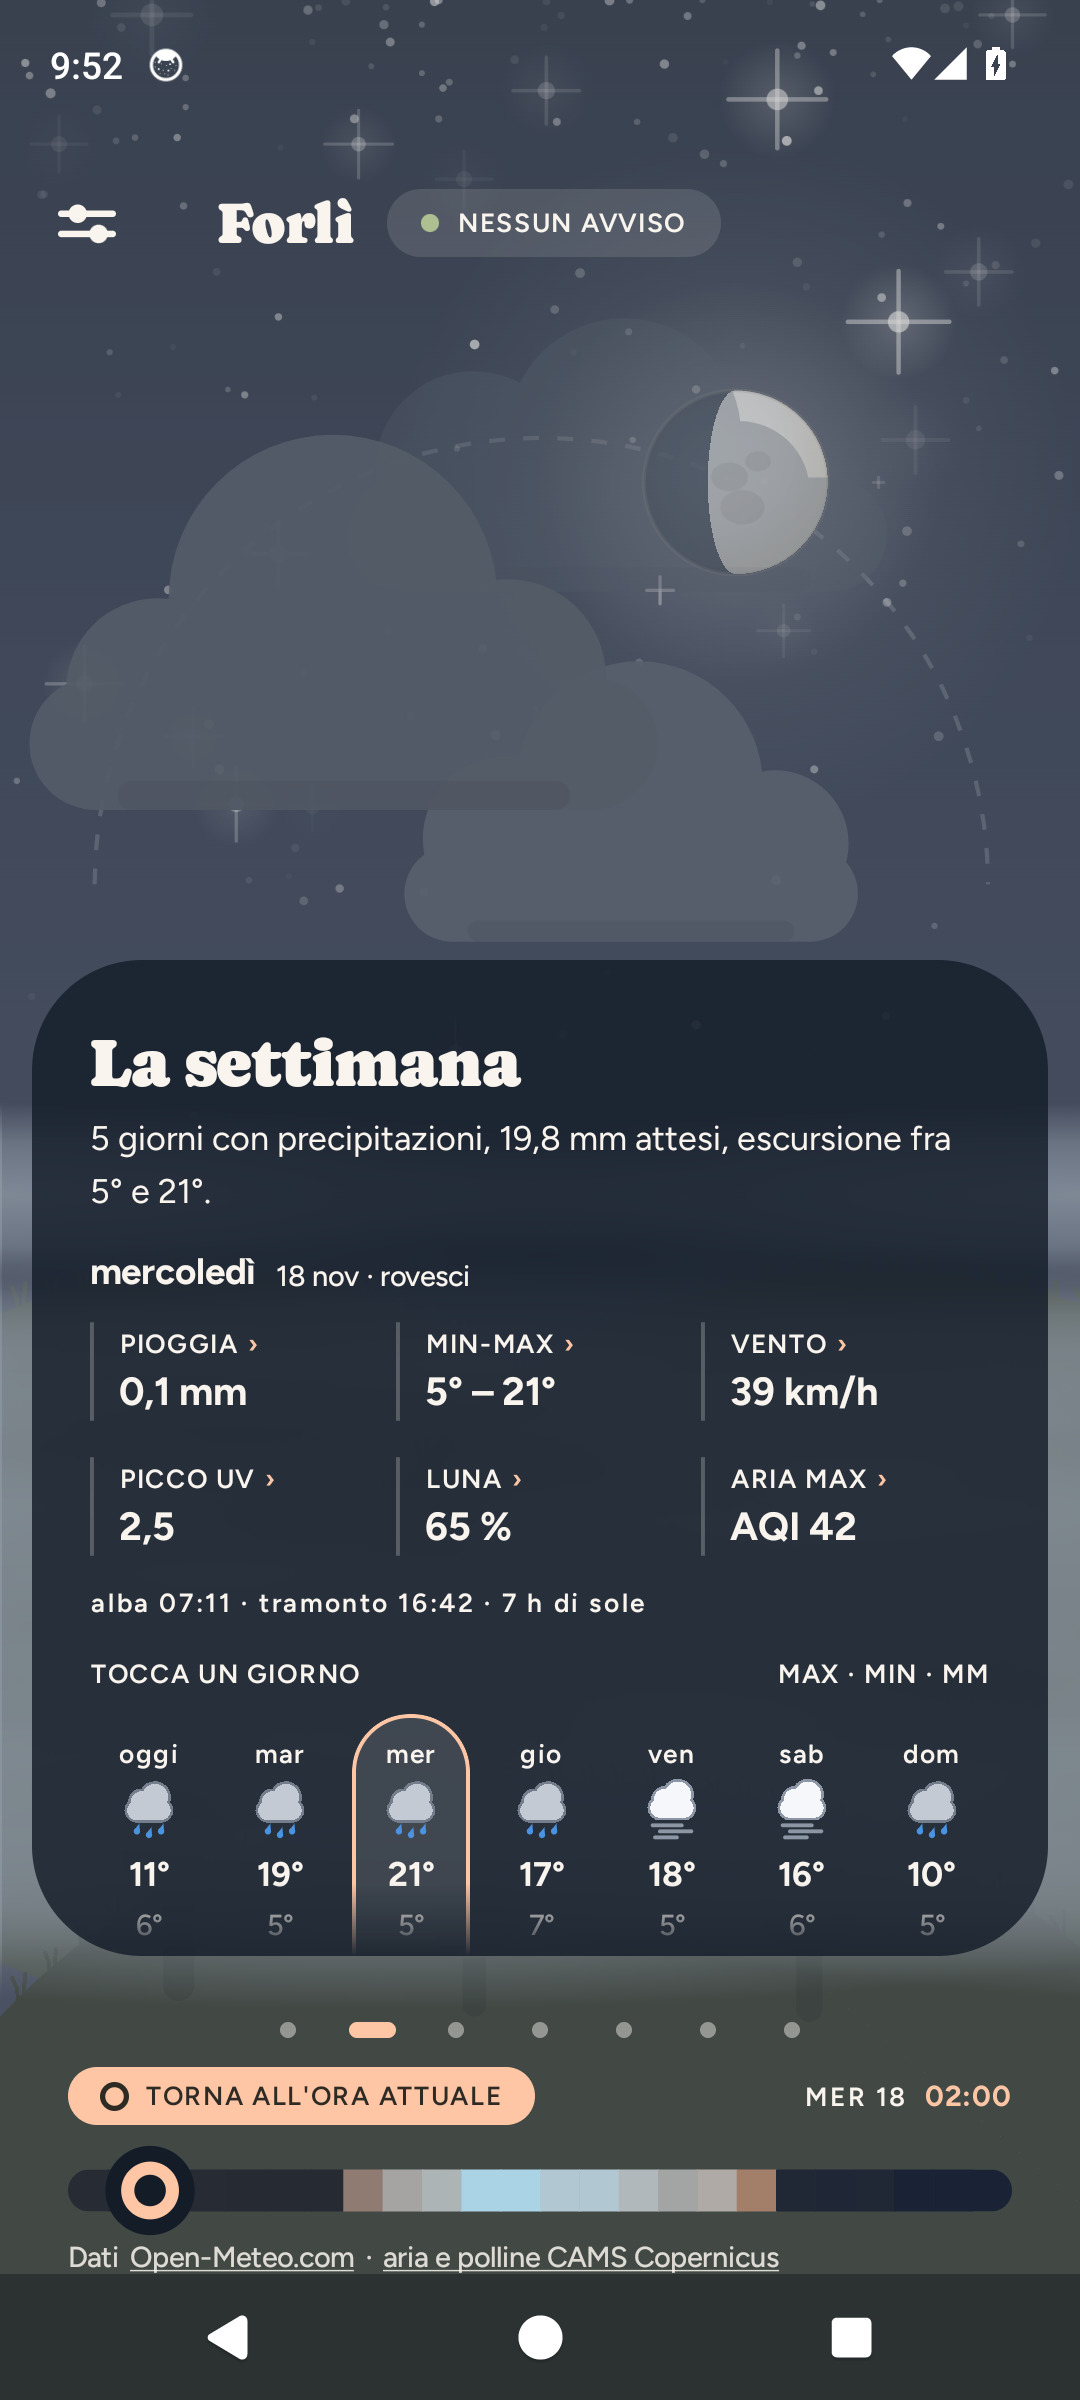 9:52
Forlì
NESSUN AVVISO
La settimana
5 giorni con precipitazioni, 19,8 mm attesi, escursione fra
5° e 21°.
mercoledì 18 nov · rovesci
PIOGGIA › MIN-MAX › VENTO ›
0,1 mm 5° – 21° 39 km/h
PICCO UV › LUNA › ARIA MAX ›
2,5 65 % AQI 42
alba 07:11 · tramonto 16:42 · 7 h di sole
TOCCA UN GIORNO MAX · MIN · MM
oggi mar mer gio ven sab dom
11° 19° 21° 17° 18° 16° 10°
6° 5° 5° 7° 5° 6° 5°
TORNA ALL'ORA ATTUALE MER 18 02:00
Dati Open-Meteo.com · aria e polline CAMS Copernicus